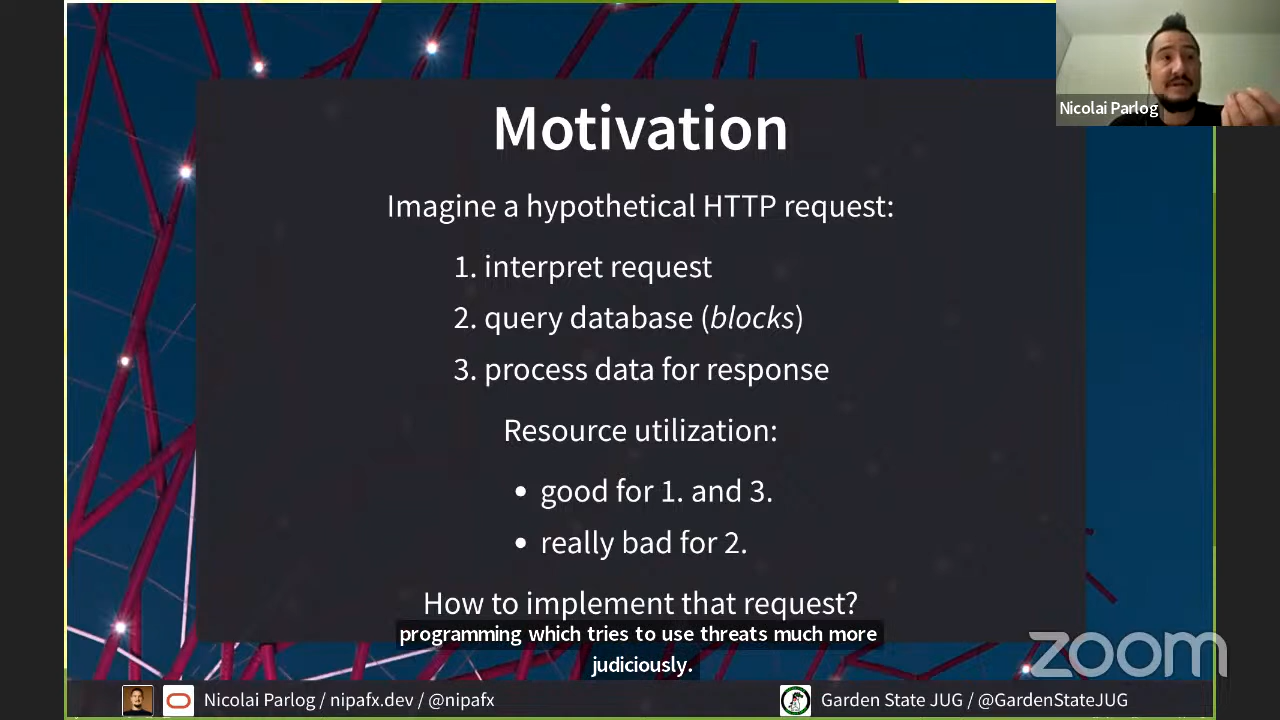 Nicolai Parlog
Motivation
Imagine a hypothetical HTTP request:
1. interpret request
2. query database (blocks)
3. process data for response
Resource utilization:
• good for 1. and 3.
• really bad for 2.
How to implement that request?
programming which tries to use threats much more
judiciously.
zoom
Nicolai Parlog / nipafx.dev / @nipafx
Garden State JUG / @GardenStateJUG